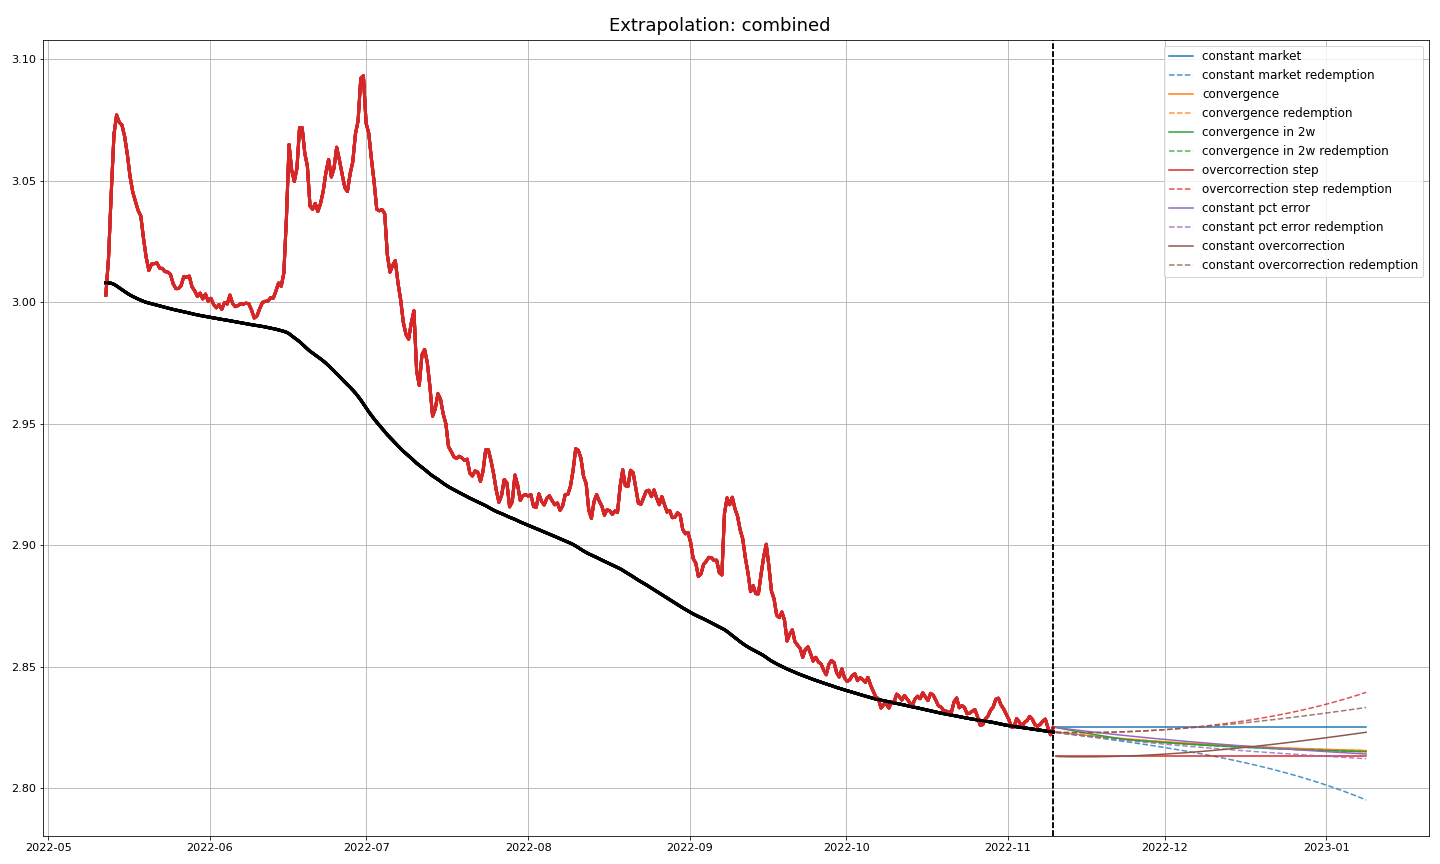 Extrapolation: combined
3.10
3.05
3.00
2.95
2.90
2.85
2.80
constant market
constant market redemption
convergence
convergence redemption
convergence in 2w
convergence in 2w redemption
overcorrection step
overcorrection step redemption
constant pct error
constant pct error redemption
constant overcorrection
constant overcorrection redemption
2022-05 2022-06 2022-07 2022-08 2022-09 2022-10 2022-11 2022-12 2023-01